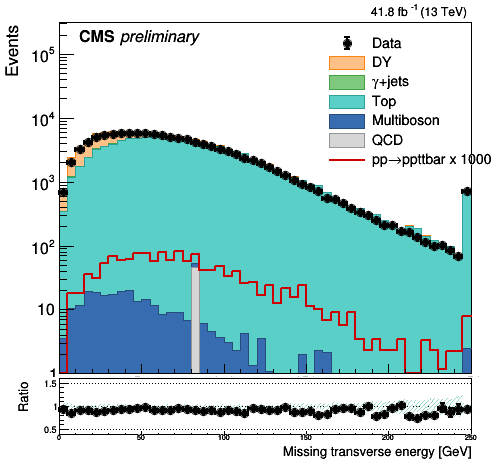 41.8 fb⁻¹ (13 TeV)
CMS preliminary
Events
10⁵
10⁴
10³
10²
10
1
Data
DY
γ+jets
Top
Multiboson
QCD
pp→ppttbar x 1000
Ratio
1.5
1
0.5
0 50 100 150 200 250
Missing transverse energy [GeV]